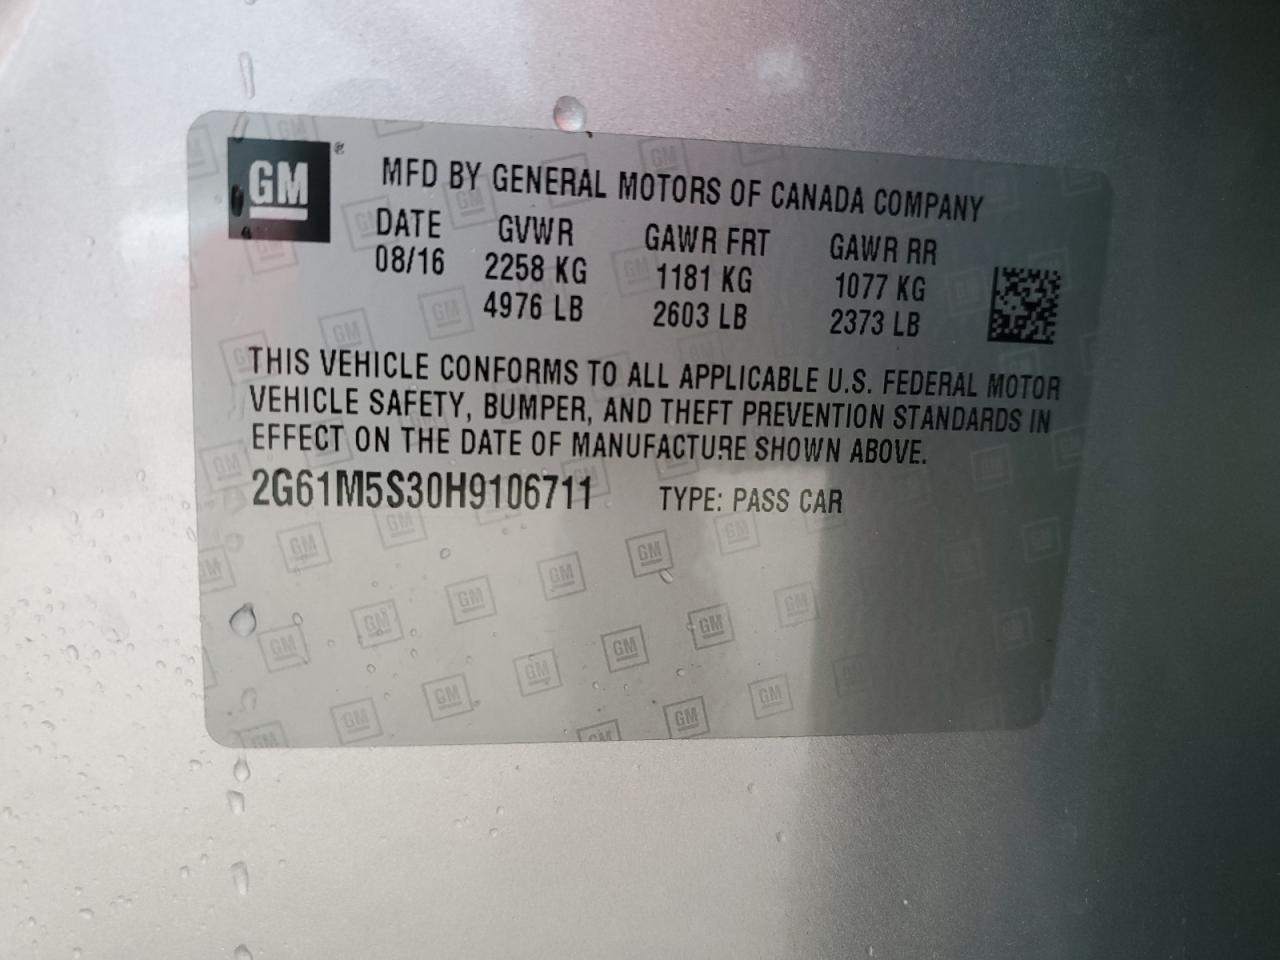 GM®
MFD BY GENERAL MOTORS OF CANADA COMPANY
DATE GVWR GAWR FRT GAWR RR
08/16 2258 KG 1181 KG 1077 KG
4976 LB 2603 LB 2373 LB
THIS VEHICLE CONFORMS TO ALL APPLICABLE U.S. FEDERAL MOTOR
VEHICLE SAFETY, BUMPER, AND THEFT PREVENTION STANDARDS IN
EFFECT ON THE DATE OF MANUFACTURE SHOWN ABOVE.
2G61M5S30H9106711 TYPE: PASS CAR